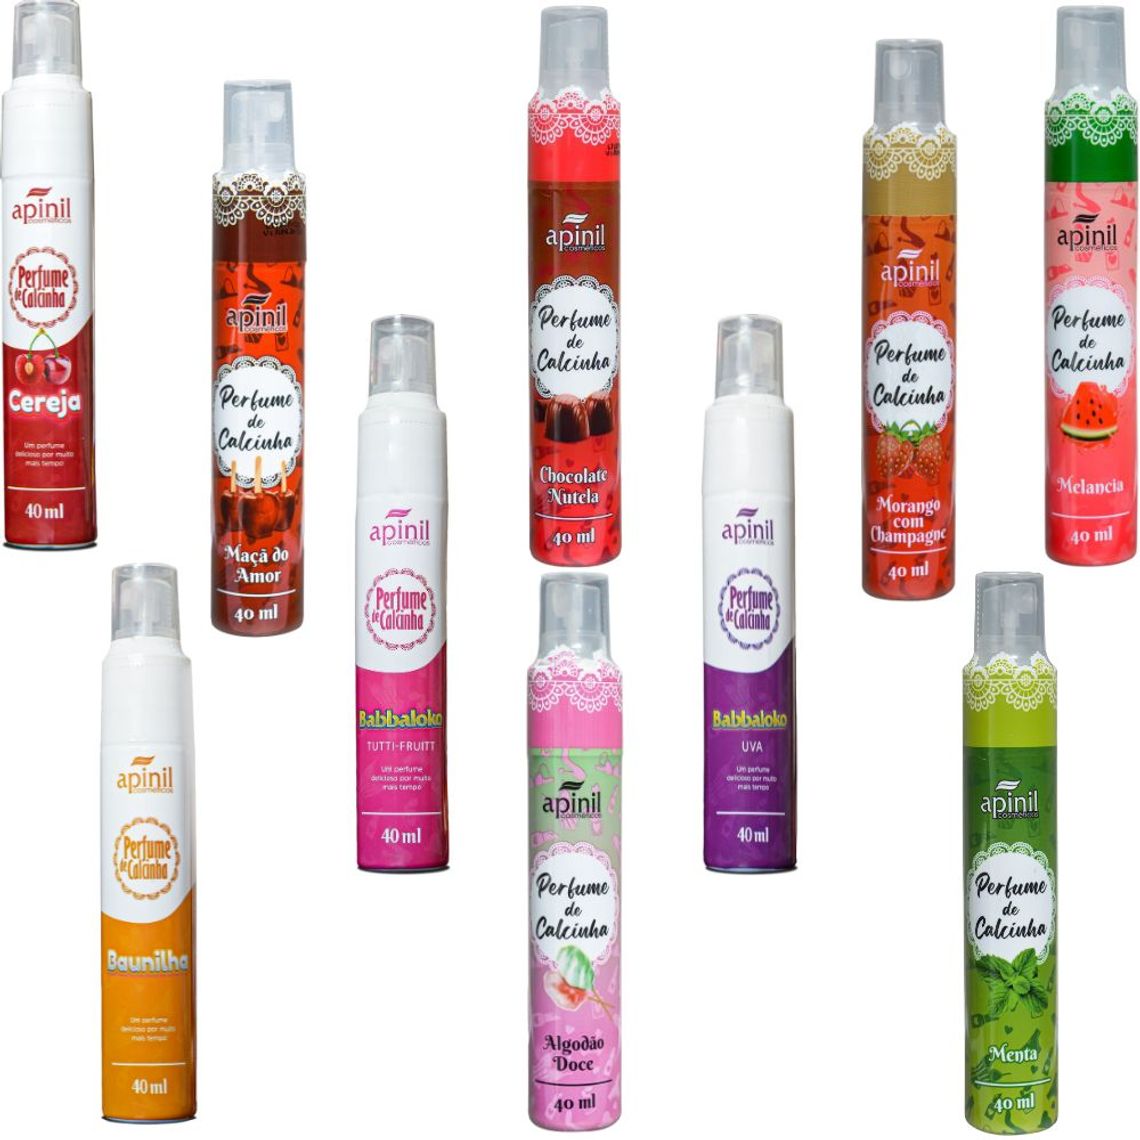 apinil
cosméticos
Perfume
de Calcinha
Cereja
Um perfume
delicioso por muito
mais tempo
40 ml
apinil
cosméticos
Perfume
de
Calcinha
Maçã do
Amor
40 ml
apinil
cosméticos
Perfume
de
Calcinha
Chocolate
Nutela
40 ml
apinil
cosméticos
Perfume
de
Calcinha
Morango
com
Champagne
40 ml
apinil
cosméticos
Perfume
de
Calcinha
Melancia
40 ml
apinil
cosméticos
Perfume
de Calcinha
Babbaloko
TUTTI-FRUITT
Um perfume
delicioso por muito
mais tempo
40 ml
apinil
cosméticos
Perfume
de Calcinha
Babbaloko
UVA
Um perfume
delicioso por muito
mais tempo
40 ml
apinil
cosméticos
Perfume
de Calcinha
Baunilha
Um perfume
delicioso por muito
mais tempo
40 ml
apinil
cosméticos
Perfume
de
Calcinha
Algodão
Doce
40 ml
apinil
cosméticos
Perfume
de
Calcinha
Menta
40 ml